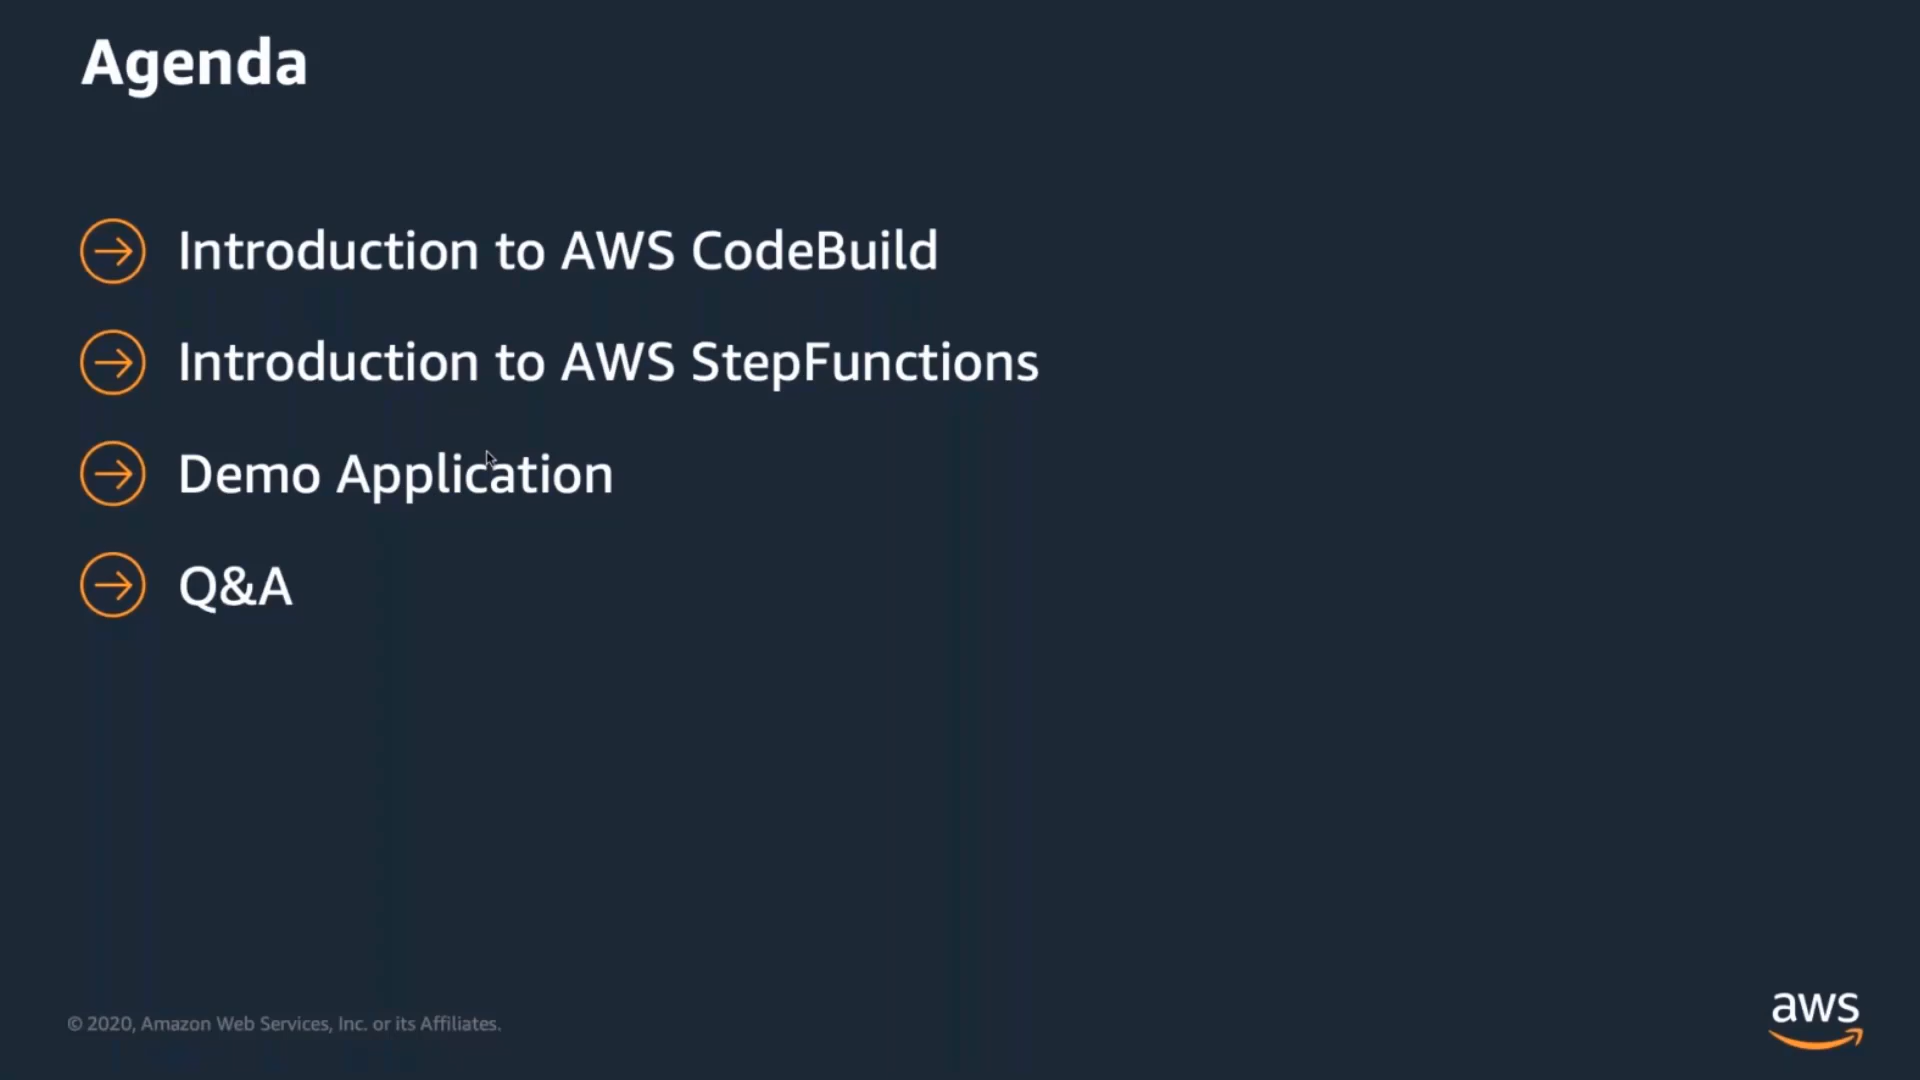 Agenda
Introduction to AWS CodeBuild
Introduction to AWS StepFunctions
Demo Application
Q&A
© 2020, Amazon Web Services, Inc. or its Affiliates.
aws